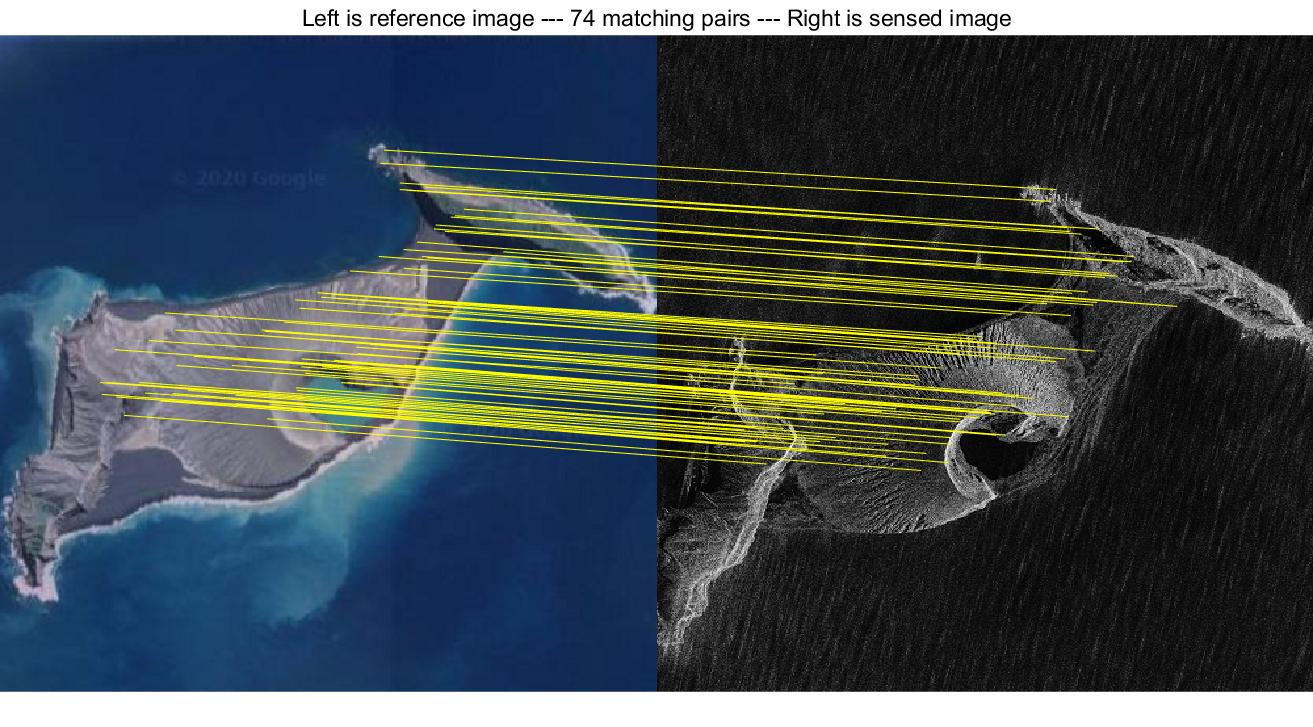 Left is reference image --- 74 matching pairs --- Right is sensed image
© 2020 Google